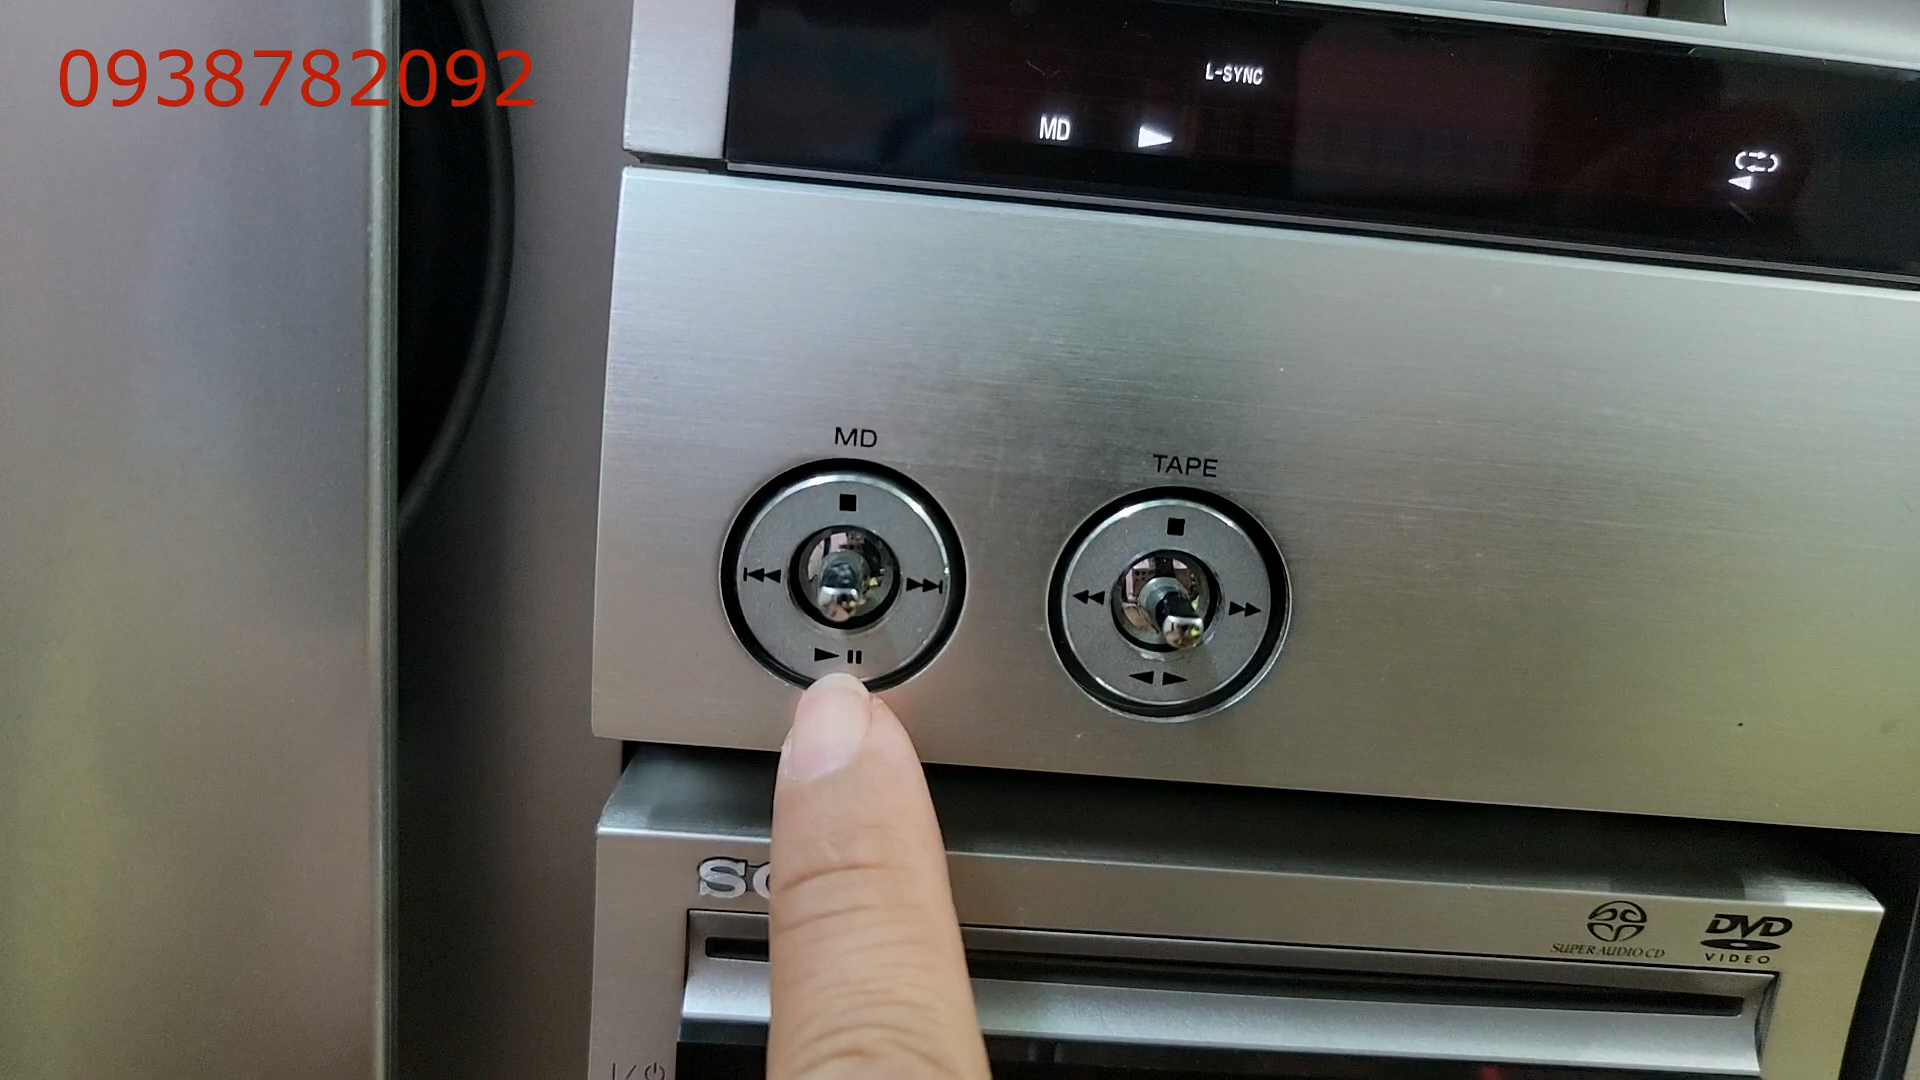 0938782092
L-SYNC
MD
MD
TAPE
SUPER AUDIO CD
DVD
VIDEO